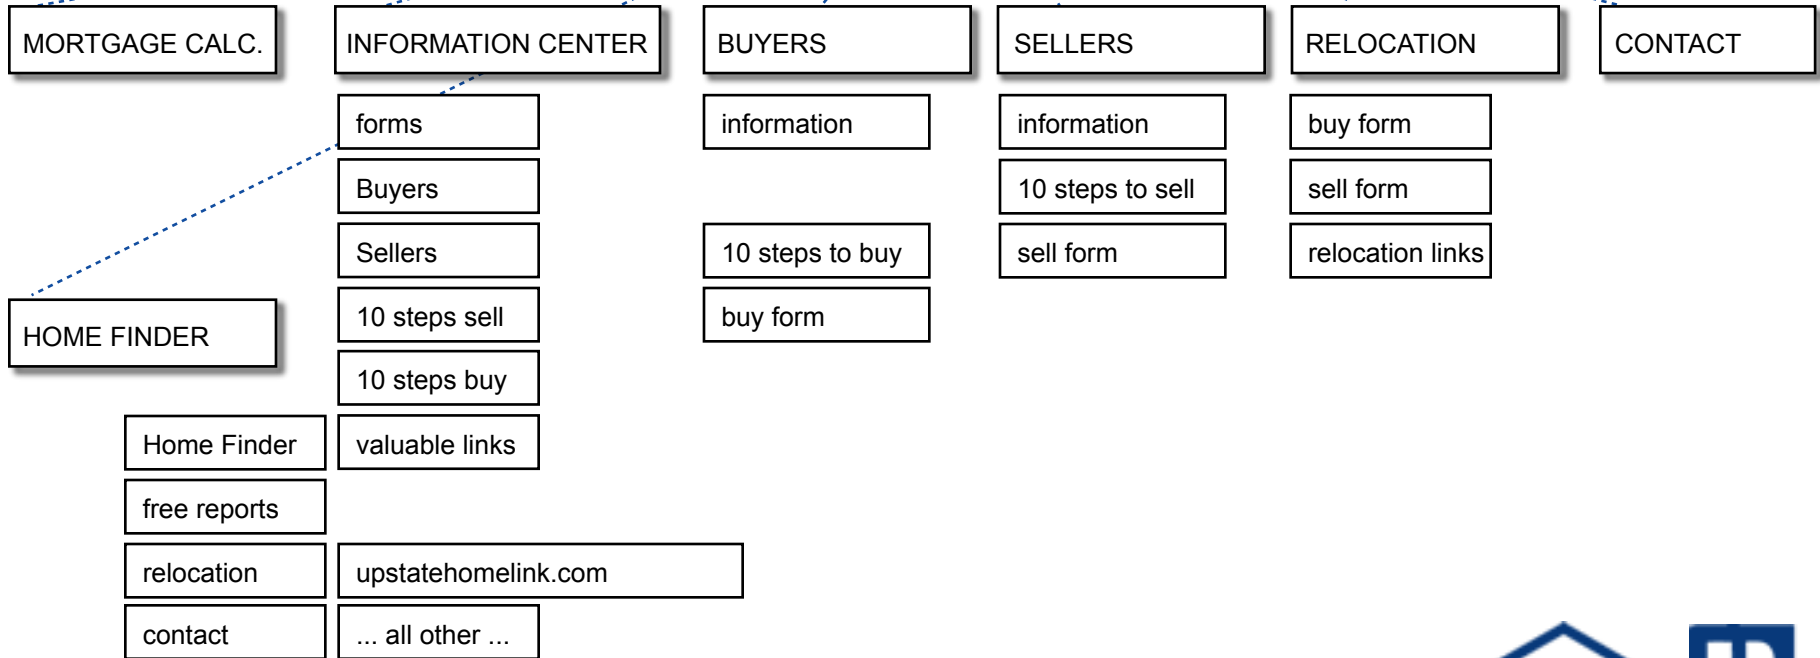 MORTGAGE CALC.
INFORMATION CENTER
BUYERS
SELLERS
RELOCATION
CONTACT
forms
information
information
buy form
Buyers
10 steps to sell
sell form
Sellers
10 steps to buy
sell form
relocation links
HOME FINDER
10 steps sell
buy form
10 steps buy
Home Finder
valuable links
free reports
relocation
upstatehomelink.com
contact
... all other ...